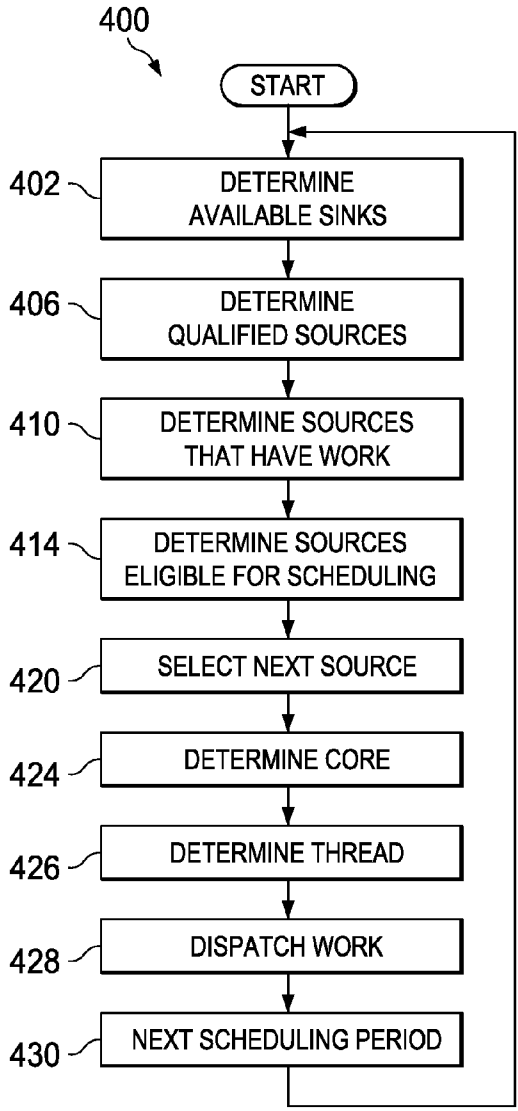 400
START
402
DETERMINE
AVAILABLE SINKS
406
DETERMINE
QUALIFIED SOURCES
410
DETERMINE SOURCES
THAT HAVE WORK
414
DETERMINE SOURCES
ELIGIBLE FOR SCHEDULING
420
SELECT NEXT SOURCE
424
DETERMINE CORE
426
DETERMINE THREAD
428
DISPATCH WORK
430
NEXT SCHEDULING PERIOD